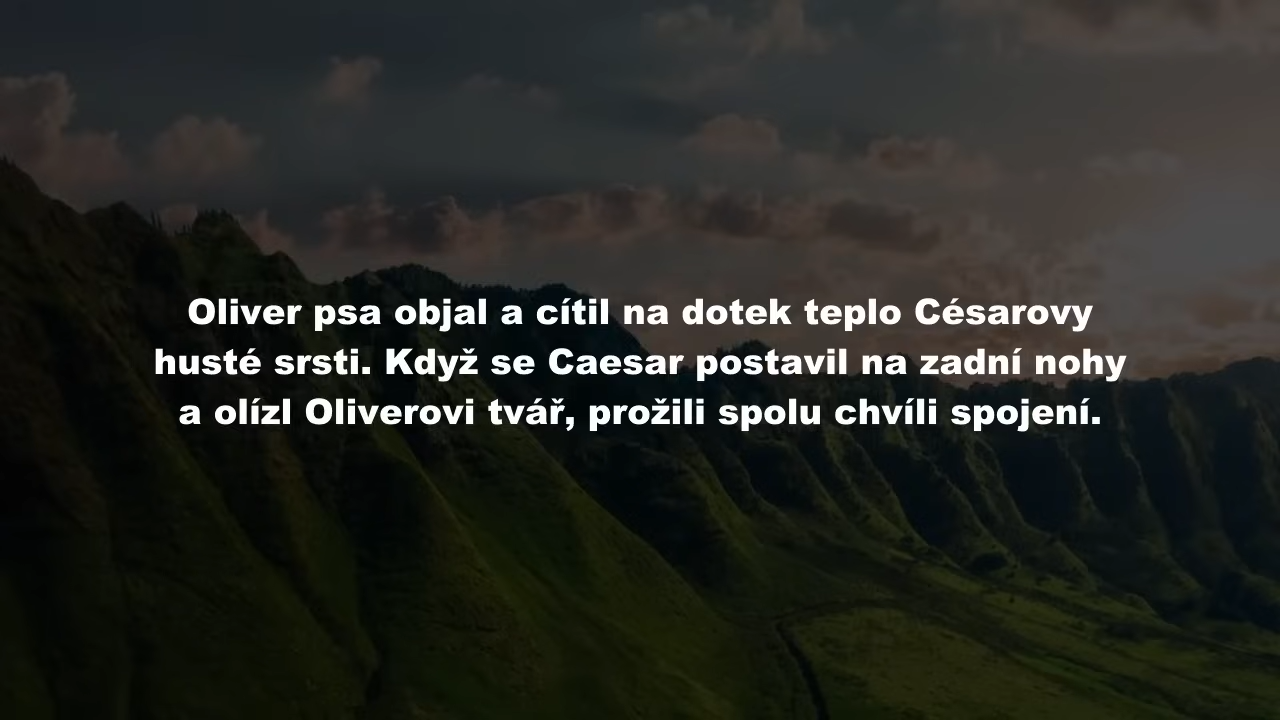 Oliver psa objal a cítil na dotek teplo Césarovy
husté srsti. Když se Caesar postavil na zadní nohy
a olízl Oliverovi tvář, prožili spolu chvíli spojení.